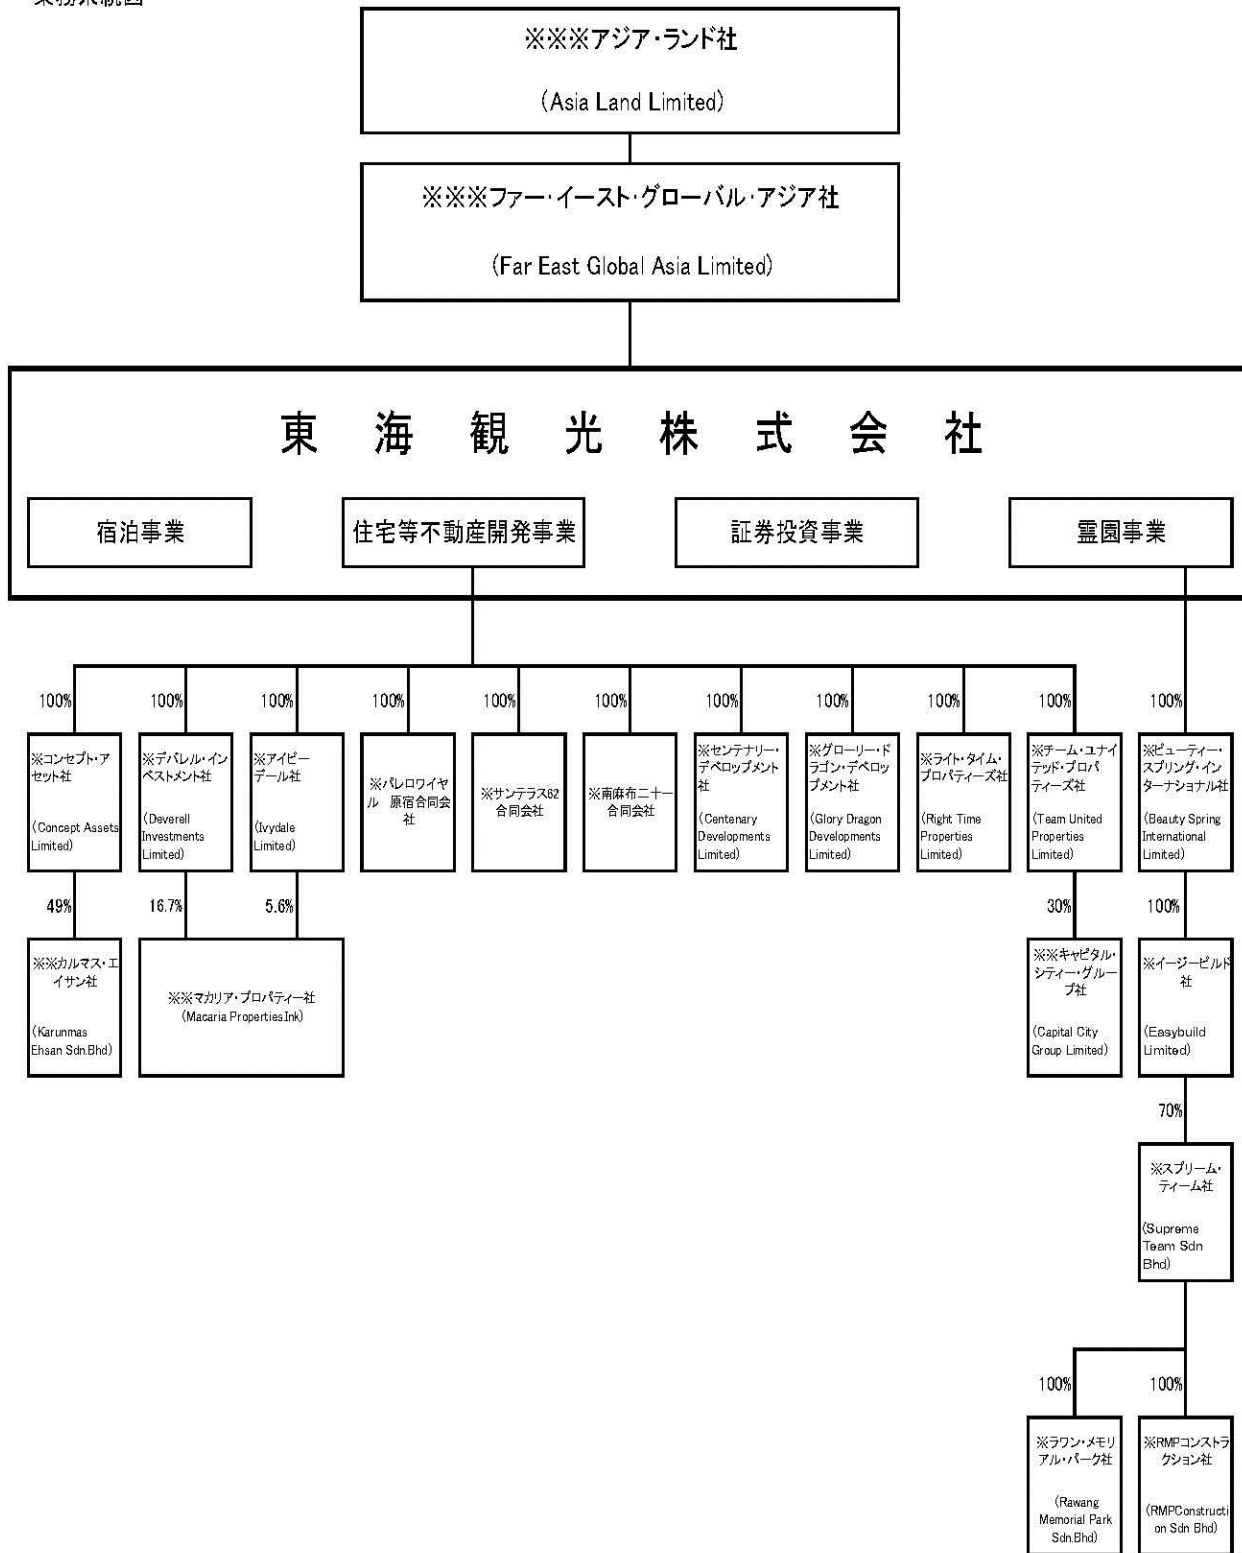 業務系統図
※※※アジア・ランド社
(Asia Land Limited)
※※※ファー・イースト・グローバル・アジア社
(Far East Global Asia Limited)
東海観光株式会社
宿泊事業
住宅等不動産開発事業
証券投資事業
霊園事業
100%
100%
100%
100%
100%
100%
100%
100%
100%
100%
100%
※コンセプト・ア
セット社
(Concept Assets
Limited)
※デバレル・イン
ベストメント社
(Deverell
Investments
Limited)
※アイビー
デール社
(Ivydale
Limited)
※パレロワイヤ
ル 原宿合同会
社
※サンテラス62
合同会社
※南麻布二十一
合同会社
※センテナリー・
デベロップメント
社
(Centenary
Developments
Limited)
※グローリー・ド
ラゴン・デベロッ
プメント社
(Glory Dragon
Developments
Limited)
※ライト・タイム・
プロパティーズ社
(Right Time
Properties
Limited)
※チーム・ユナイ
テッド・プロパ
ティーズ社
(Team United
Properties
Limited)
※ビューティー・
スプリング・イン
ターナショナル社
(Beauty Spring
International
Limited)
49%
16.7%
5.6%
30%
100%
※※カルマス・エ
イサン社
(Karunmas
Ehsan Sdn.Bhd)
※※マカリア・プロパティー社
(Macaria PropertiesInk)
※※キャピタル・
シティー・グルー
プ社
(Capital City
Group Limited)
※イージービルド
社
(Easybuild
Limited)
70%
※スプリーム・
ティーム社
(Supreme
Team Sdn
Bhd)
100%
100%
※ラワン・メモリ
アル・パーク社
(Rawang
Memorial Park
Sdn.Bhd)
※RMPコンストラ
クション社
(RMPConstructi
on Sdn Bhd)